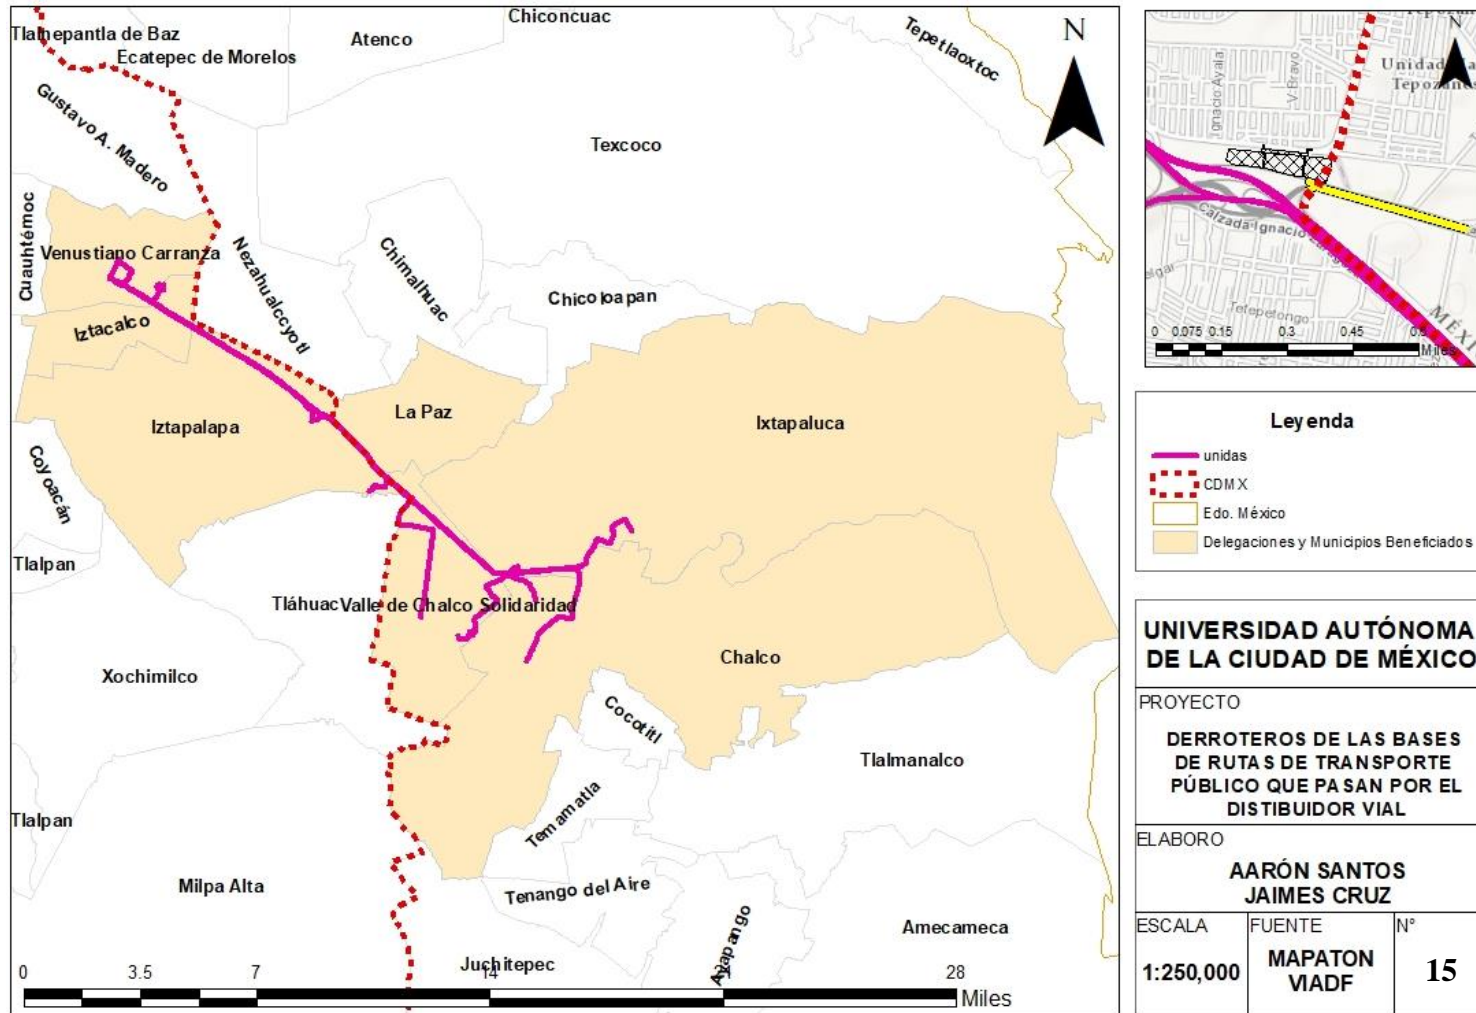 Chiconcuac
Tlalnepantla de Baz
Atenco
Ecatepec de Morelos
Tepetlaoxtoc
N
Gustavo A. Madero
Texcoco
Cuauhtémoc
Venustiano Carranza
Nezahualcoyotl
Chimalhuac
Chicoloapan
Iztacalco
La Paz
Iztapalapa
Ixtapaluca
Coyoacán
Tlalpan
Tláhuac
Valle de Chalco Solidaridad
Xochimilco
Chalco
Cocotitl
Tlalmanalco
Temamatla
Tlalpan
Milpa Alta
Tenango del Aire
Ayapango
Amecameca
Juchitepec
0 3.5 7 14 21 28
Miles
N
Unidad
Ignacio Ayala
V. Bravo
Calzada Ignacio
Tetepetongo
0 0.075 0.15 0.3 0.45
Miles
Leyenda
unidas
CDMX
Edo. México
Delegaciones y Municipios Beneficiados
UNIVERSIDAD AUTÓNOMA
DE LA CIUDAD DE MÉXICO
PROYECTO
DERROTEROS DE LAS BASES
DE RUTAS DE TRANSPORTE
PÚBLICO QUE PASAN POR EL
DISTIBUIDOR VIAL
ELABORO
AARÓN SANTOS
JAIMES CRUZ
ESCALA
1:250,000
FUENTE
MAPATON
VIADF
N°
15